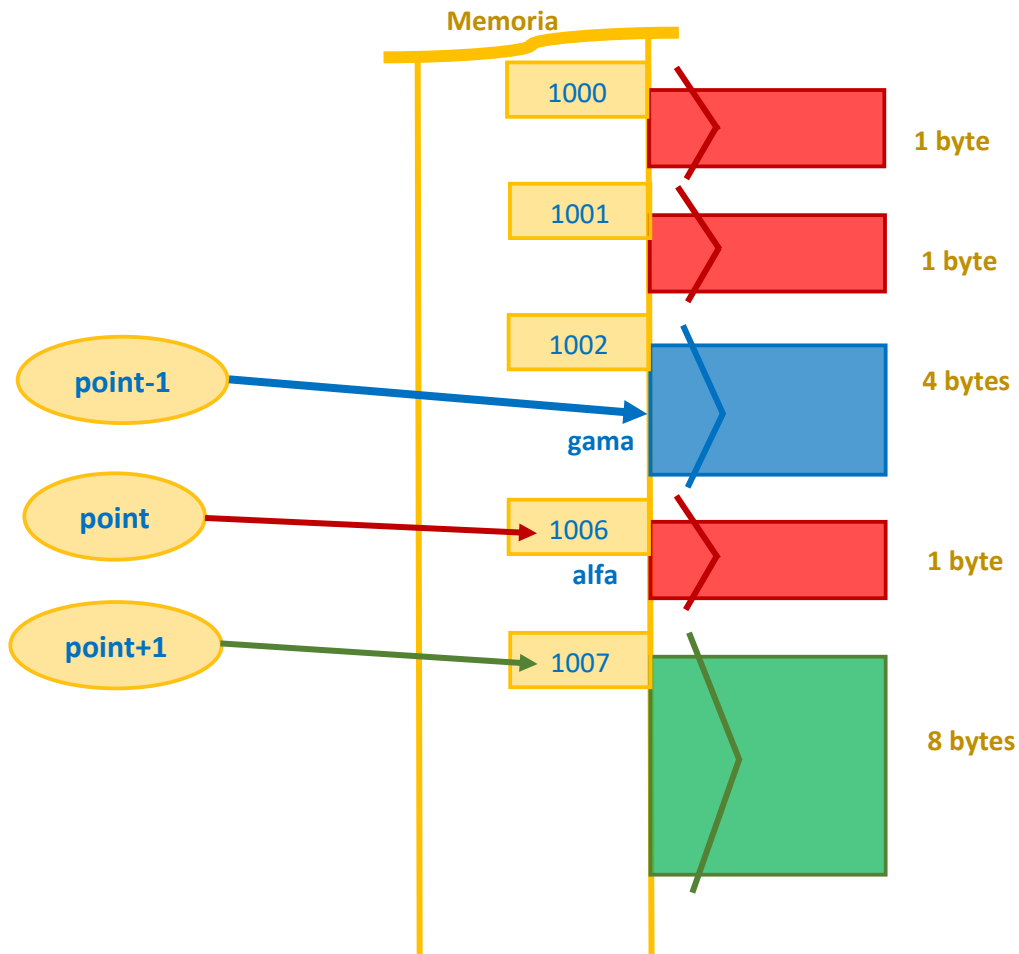 Memoria
1000
1 byte
1001
1 byte
1002
point-1
4 bytes
gama
point
1006
1 byte
alfa
point+1
1007
8 bytes